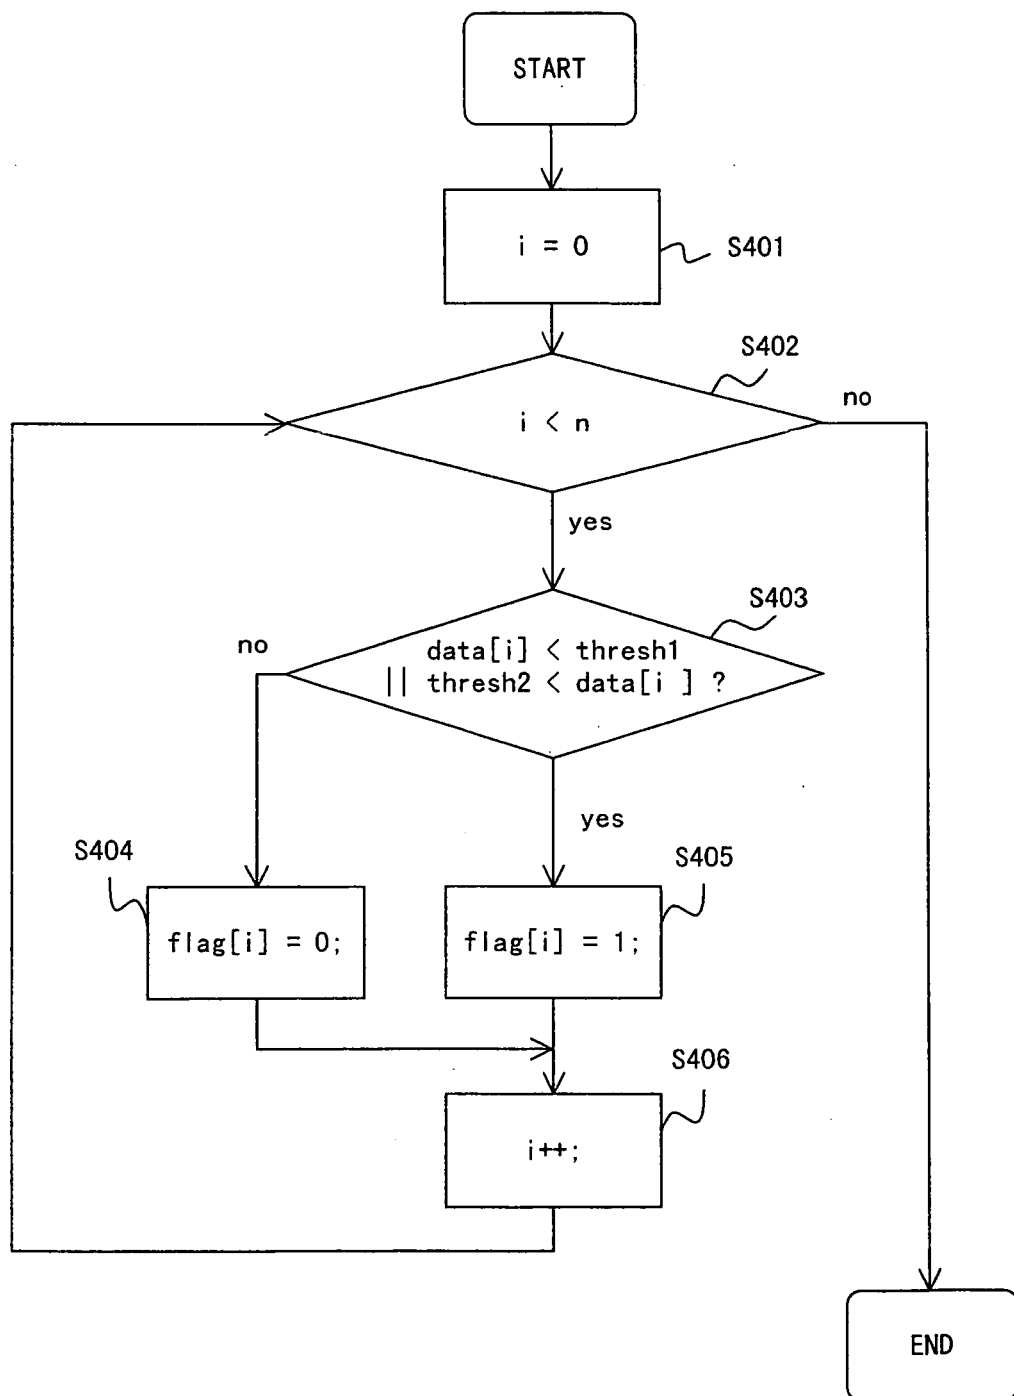 START
i = 0
S401
S402
i < n
no
yes
S403
no
data[i] < thresh1
|| thresh2 < data[i ] ?
yes
S404
S405
flag[i] = 0;
flag[i] = 1;
S406
i++;
END